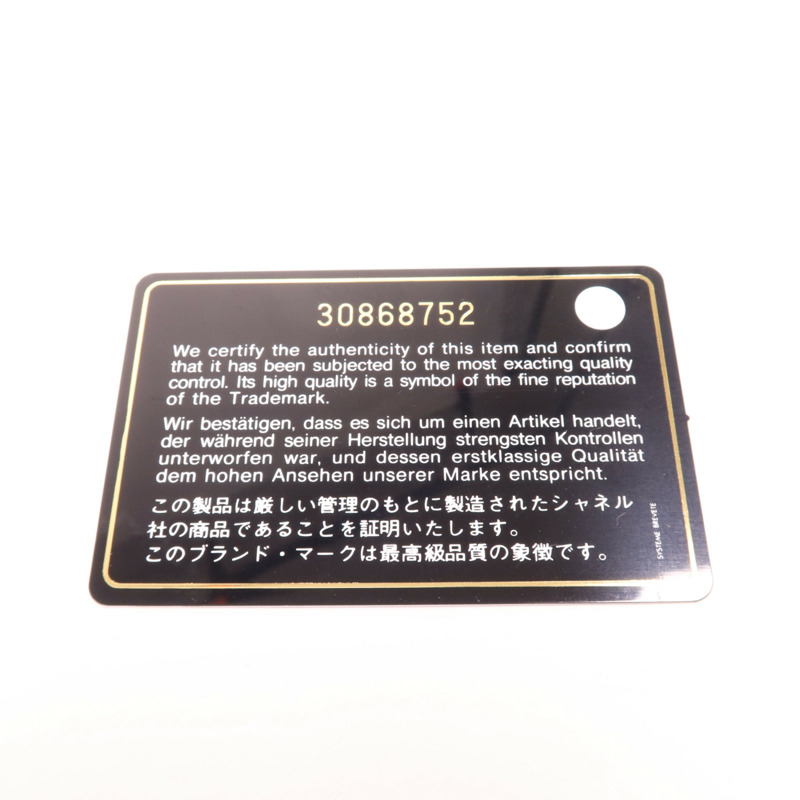 30868752
We certify the authenticity of this item and confirm
that it has been subjected to the most exacting quality
control. Its high quality is a symbol of the fine reputation
of the Trademark.
Wir bestätigen, dass es sich um einen Artikel handelt,
der während seiner Herstellung strengsten Kontrollen
unterworfen war, und dessen erstklassige Qualität
dem hohen Ansehen unserer Marke entspricht.
この製品は厳しい管理のもとに製造されたシャネル
社の商品であることを証明いたします。
このブランド・マークは最高級品質の象徴です。
SYSTEME BREVETE